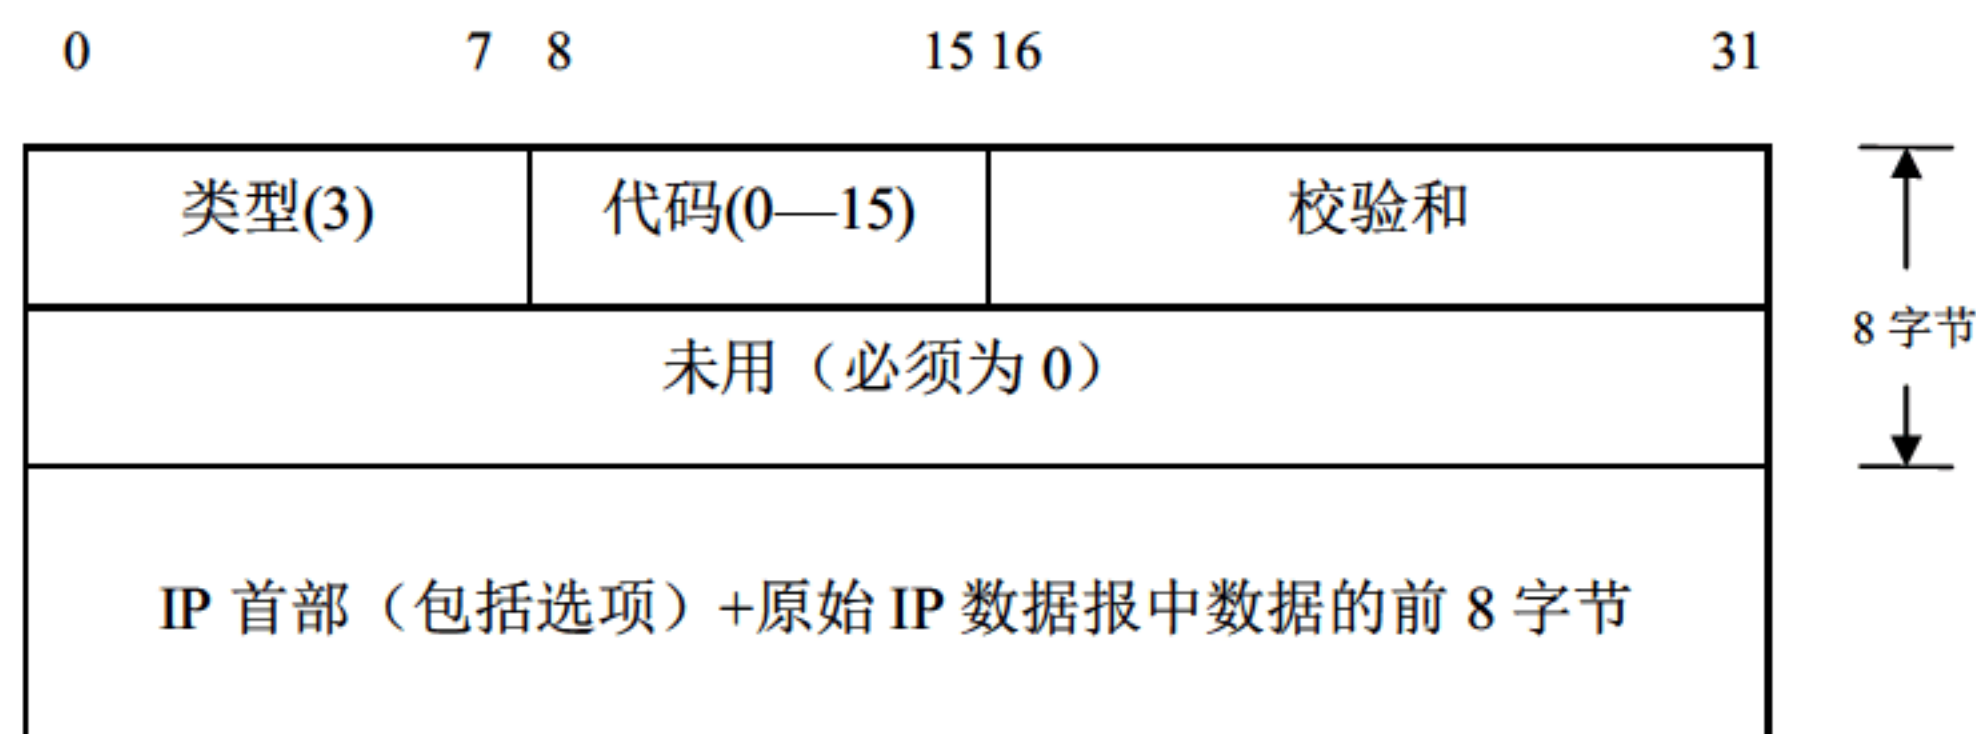 0 7 8 15 16 31
类型(3) 代码(0—15) 校验和
8 字节
未用（必须为 0）
IP 首部（包括选项）+原始 IP 数据报中数据的前 8 字节